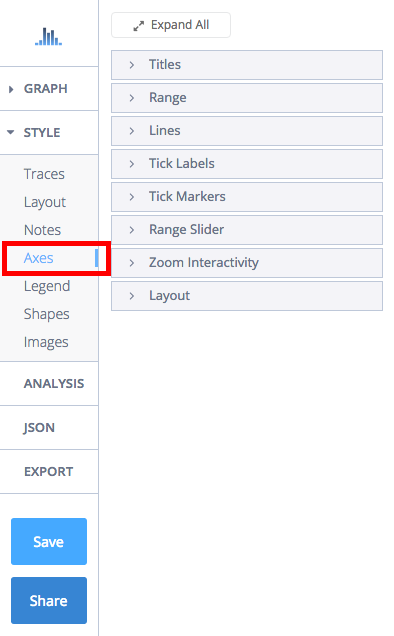 GRAPH
STYLE
Traces
Layout
Notes
Axes
Legend
Shapes
Images
ANALYSIS
JSON
EXPORT
Save
Share
Expand All
Titles
Range
Lines
Tick Labels
Tick Markers
Range Slider
Zoom Interactivity
Layout